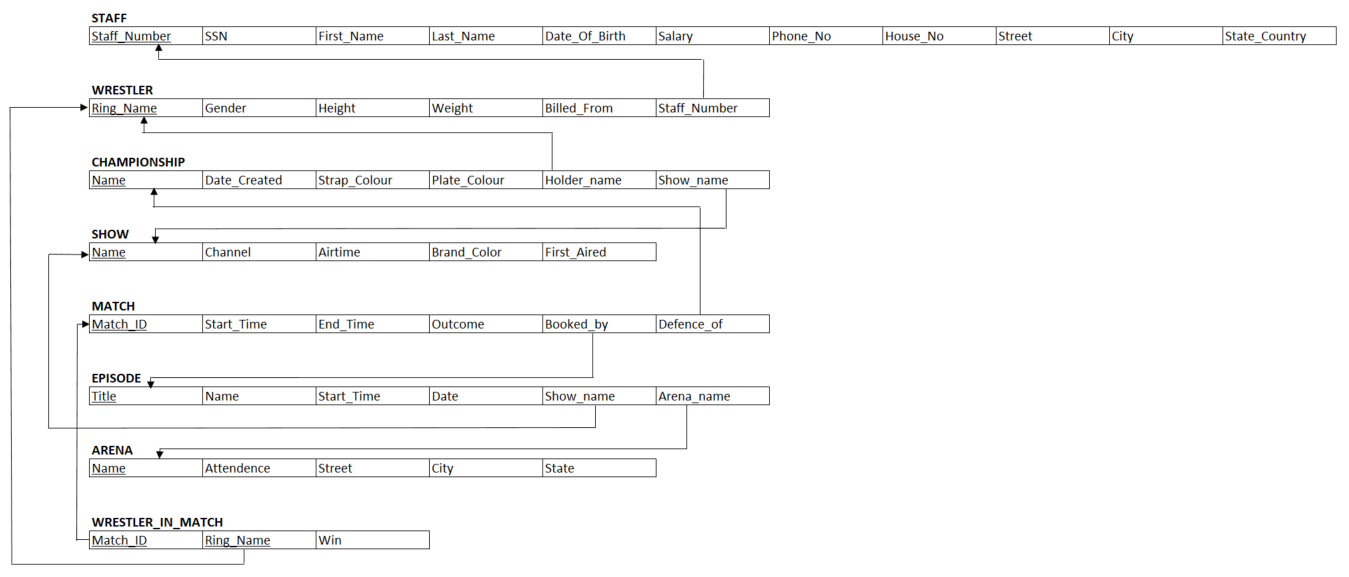 STAFF
Staff_Number SSN First_Name Last_Name Date_Of_Birth Salary Phone_No House_No Street City State_Country
WRESTLER
Ring_Name Gender Height Weight Billed_From Staff_Number
CHAMPIONSHIP
Name Date_Created Strap_Colour Plate_Colour Holder_name Show_name
SHOW
Name Channel Airtime Brand_Color First_Aired
MATCH
Match_ID Start_Time End_Time Outcome Booked_by Defence_of
EPISODE
Title Name Start_Time Date Show_name Arena_name
ARENA
Name Attendence Street City State
WRESTLER_IN_MATCH
Match_ID Ring_Name Win